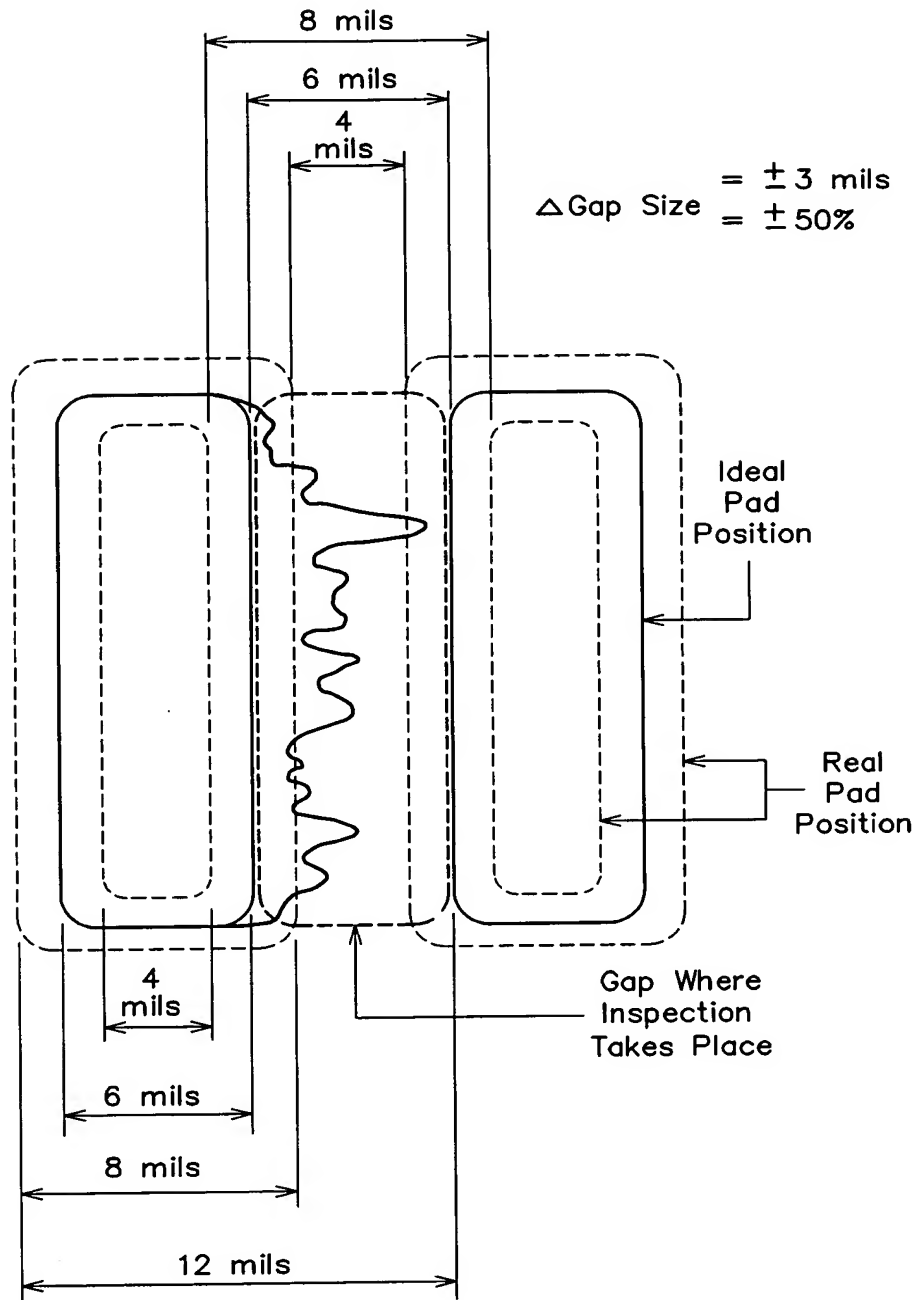 8 mils
6 mils
4
mils
△Gap Size
= ±3 mils
= ±50%
Ideal
Pad
Position
Real
Pad
Position
Gap Where
Inspection
Takes Place
4
mils
6 mils
8 mils
12 mils